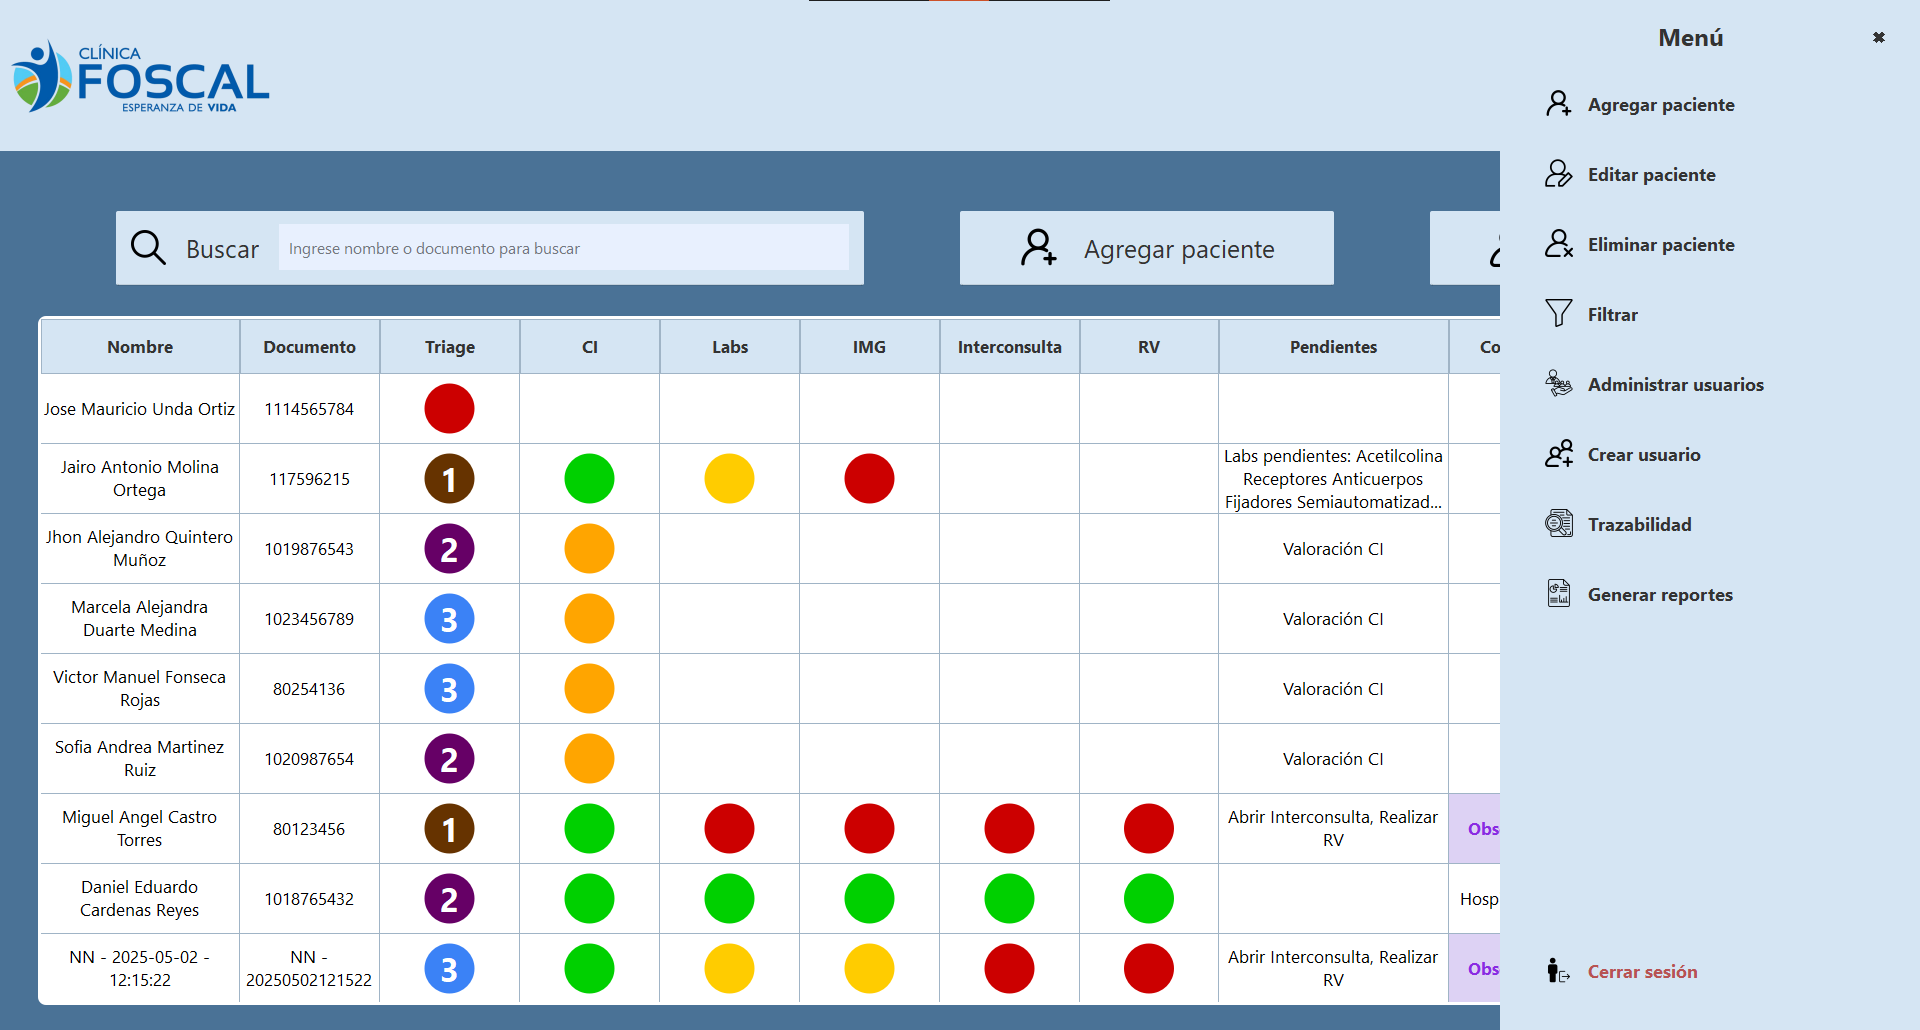 CLÍNICA
FOSCAL
ESPERANZA DE VIDA
Menú
✖
Agregar paciente
Editar paciente
Eliminar paciente
Filtrar
Administrar usuarios
Crear usuario
Trazabilidad
Generar reportes
Cerrar sesión
Buscar
Ingrese nombre o documento para buscar
Agregar paciente
Nombre Documento Triage CI Labs IMG Interconsulta RV Pendientes Co
Jose Mauricio Unda Ortiz 1114565784
Jairo Antonio Molina
Ortega
117596215
1
Labs pendientes: Acetilcolina
Receptores Anticuerpos
Fijadores Semiautomatizad...
Jhon Alejandro Quintero
Muñoz
1019876543
2
Valoración CI
Marcela Alejandra
Duarte Medina
1023456789
3
Valoración CI
Victor Manuel Fonseca
Rojas
80254136
3
Valoración CI
Sofia Andrea Martinez
Ruiz
1020987654
2
Valoración CI
Miguel Angel Castro
Torres
80123456
1
Abrir Interconsulta, Realizar
RV
Obs
Daniel Eduardo
Cardenas Reyes
1018765432
2
Hosp
NN - 2025-05-02 -
12:15:22
NN -
20250502121522
3
Abrir Interconsulta, Realizar
RV
Obs